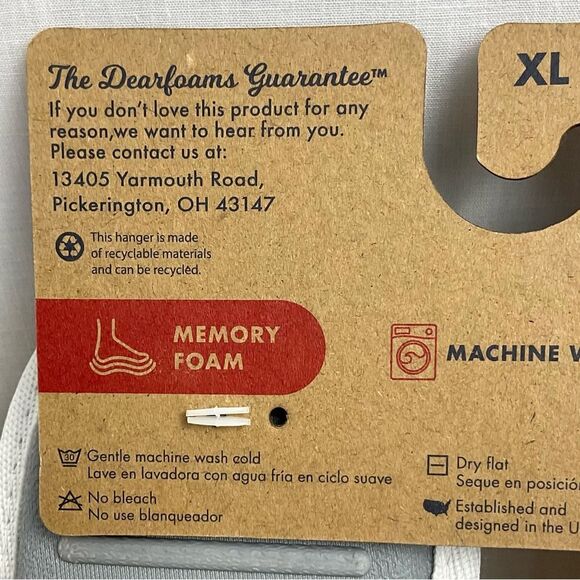 The Dearfoams Guarantee™
If you don't love this product for any
reason,we want to hear from you.
Please contact us at:
13405 Yarmouth Road,
Pickerington, OH 43147
XL
This hanger is made
of recyclable materials
and can be recycled.
MEMORY
FOAM
MACHINE
30
Gentle machine wash cold
Lave en lavadora con agua fría en ciclo suave
No bleach
No use blanqueador
Dry flat
Seque en
Established and
designed in the